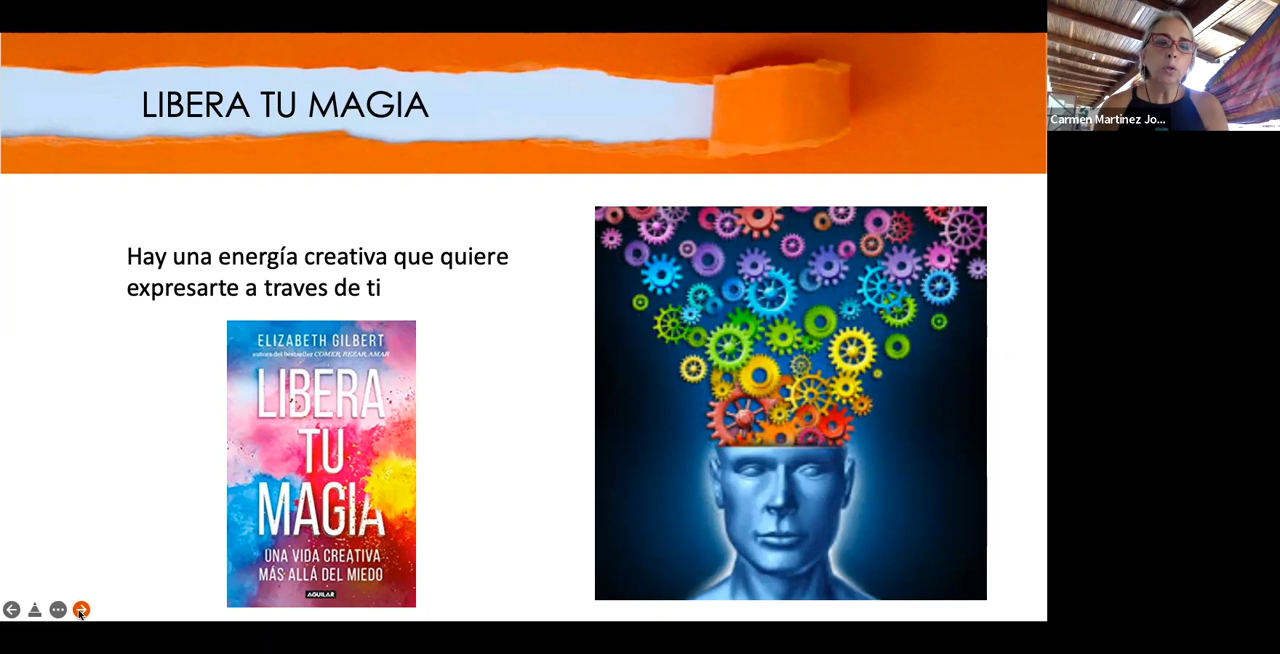 LIBERA TU MAGIA
Carmen Martínez Jo...
Hay una energía creativa que quiere
expresarte a traves de ti
ELIZABETH GILBERT
autora del bestseller COMER, REZAR, AMAR
LIBERA
TU
MAGIA
UNA VIDA CREATIVA
MÁS ALLÁ DEL MIEDO
AGUILAR